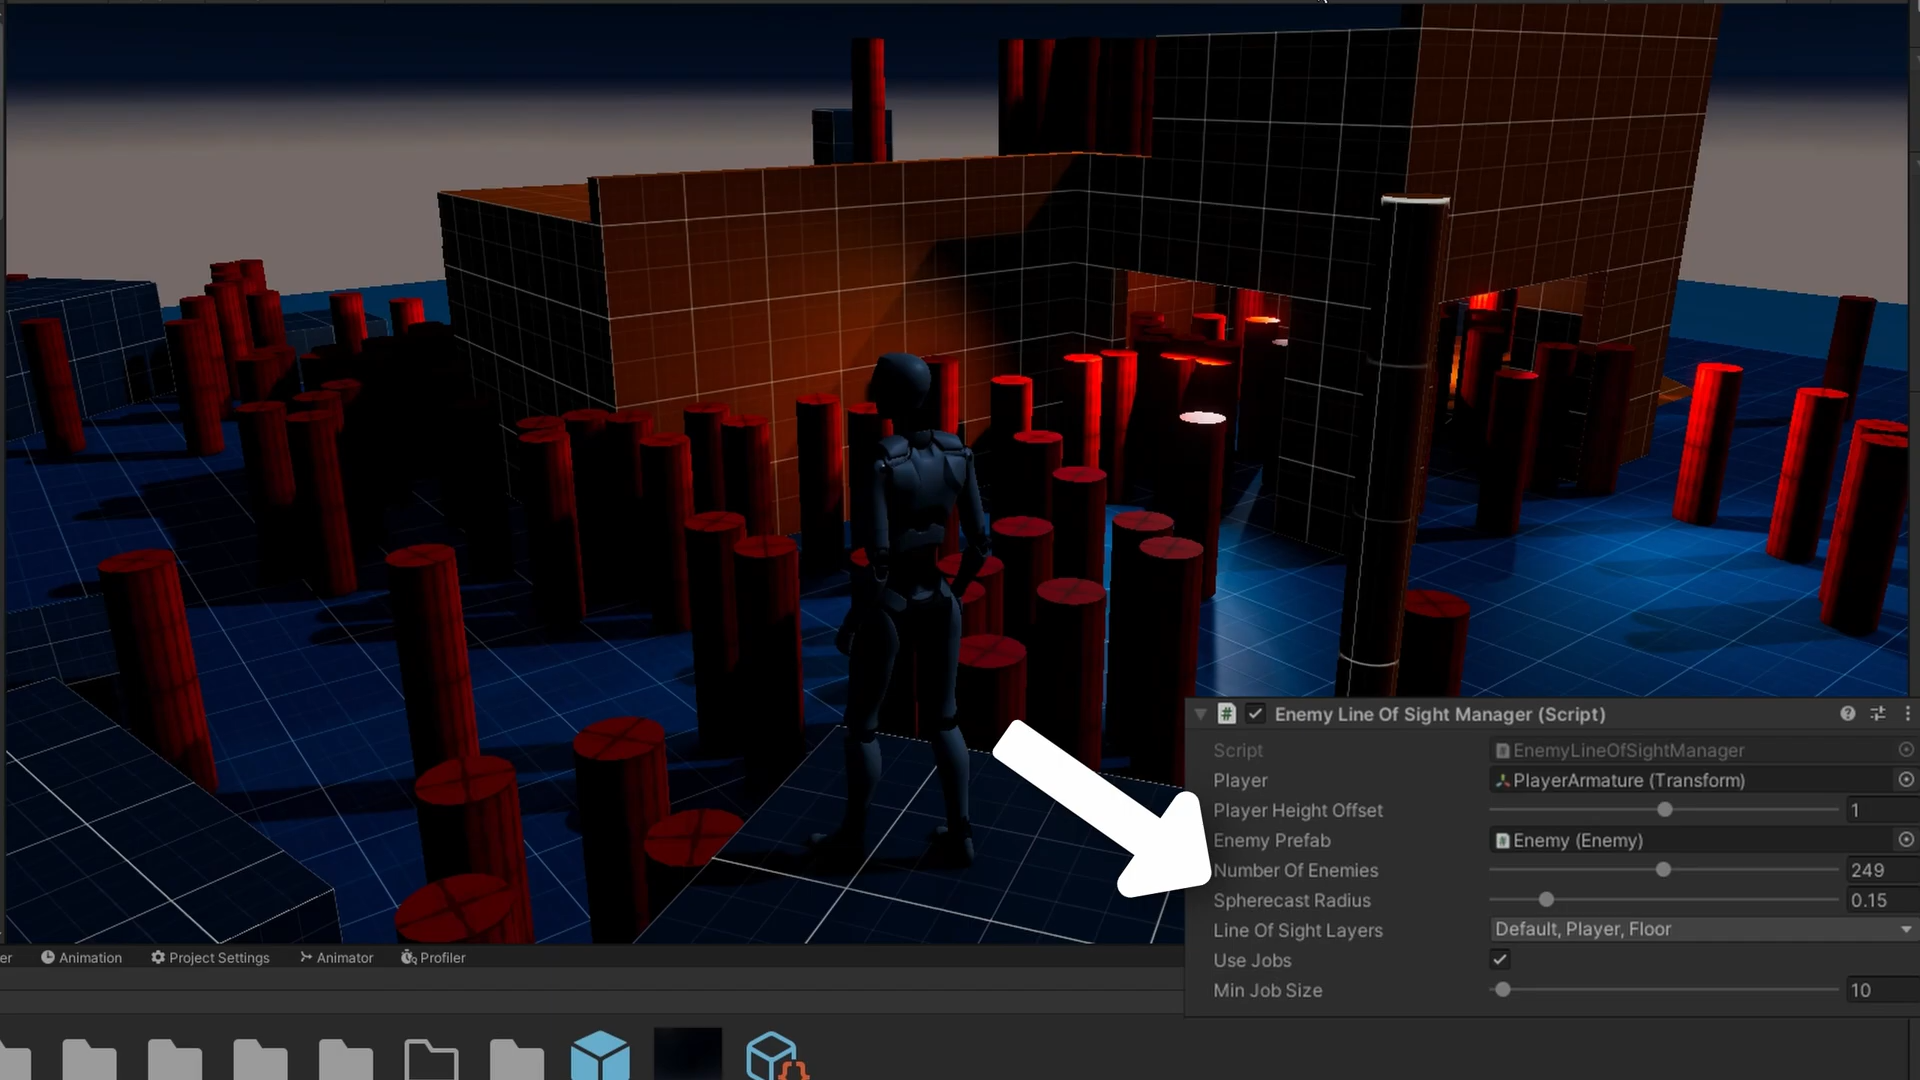 Enemy Line Of Sight Manager (Script)
Script EnemyLineOfSightManager
Player PlayerArmature (Transform)
Player Height Offset 1
Enemy Prefab Enemy (Enemy)
Number Of Enemies 249
Spherecast Radius 0.15
Line Of Sight Layers Default, Player, Floor
Use Jobs
Min Job Size 10
er Animation Project Settings Animator Profiler